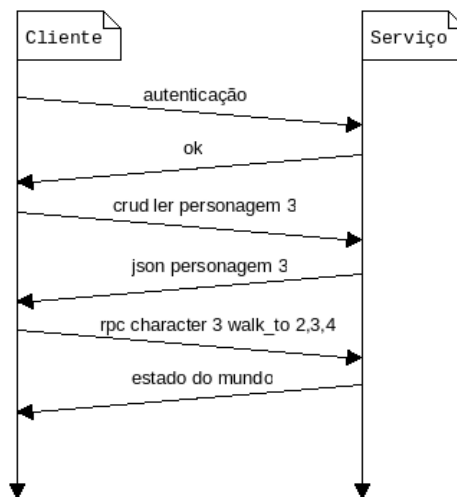 Cliente
Serviço
autenticação
ok
crud ler personagem 3
json personagem 3
rpc character 3 walk_to 2,3,4
estado do mundo